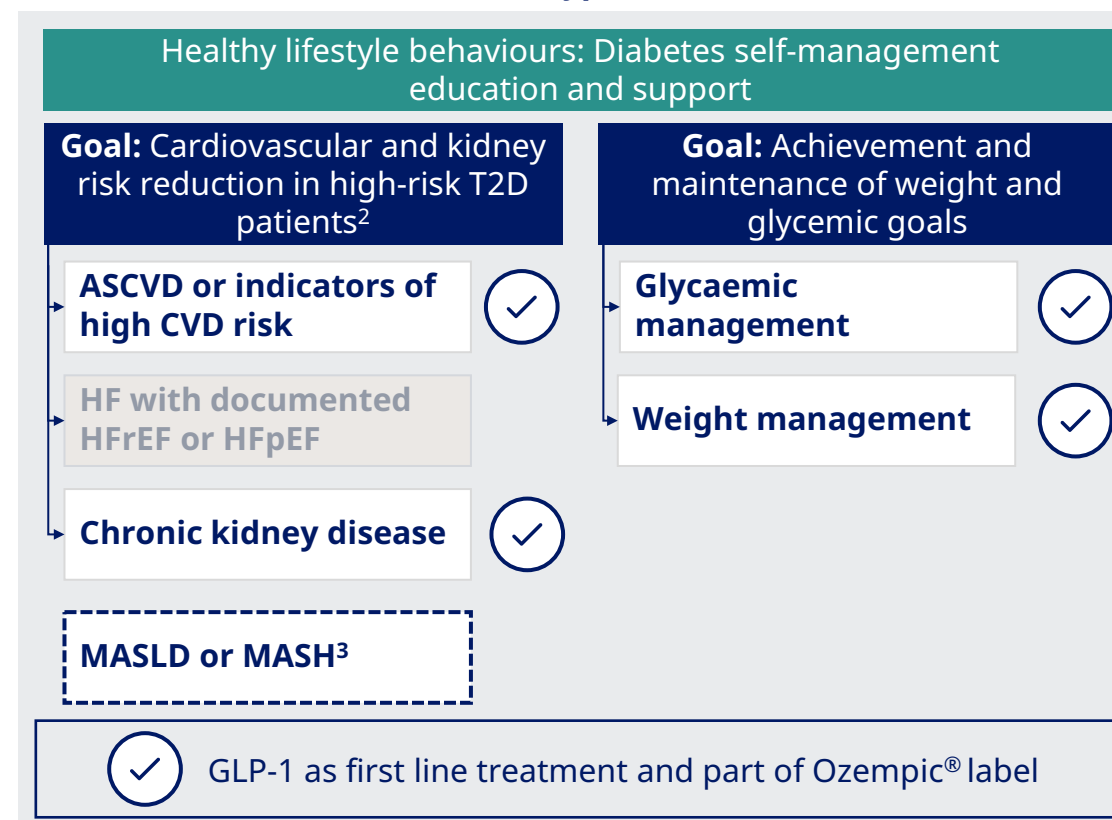 Healthy lifestyle behaviours: Diabetes self-management
education and support
Goal: Cardiovascular and kidney
risk reduction in high-risk T2D
patients²
ASCVD or indicators of
high CVD risk
HF with documented
HFrEF or HFpEF
Chronic kidney disease
MASLD or MASH³
Goal: Achievement and
maintenance of weight and
glycemic goals
Glycaemic
management
Weight management
GLP-1 as first line treatment and part of Ozempic® label